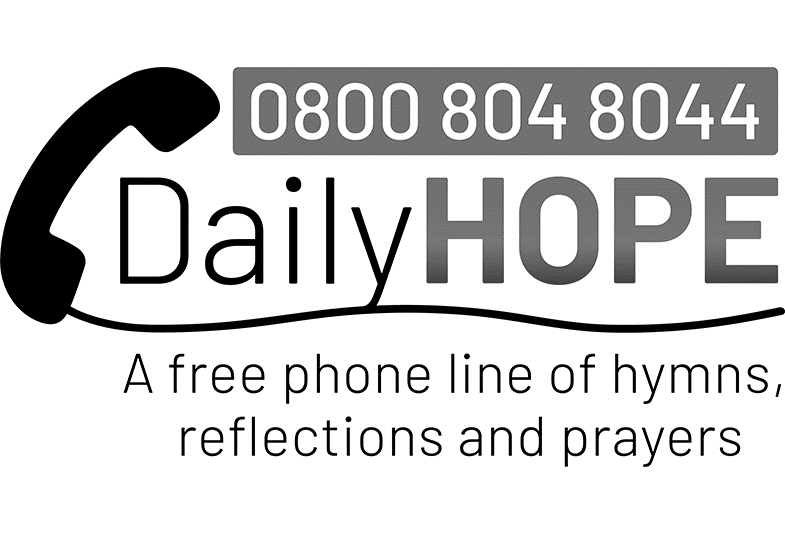 0800 804 8044
DailyHOPE
A free phone line of hymns,
reflections and prayers